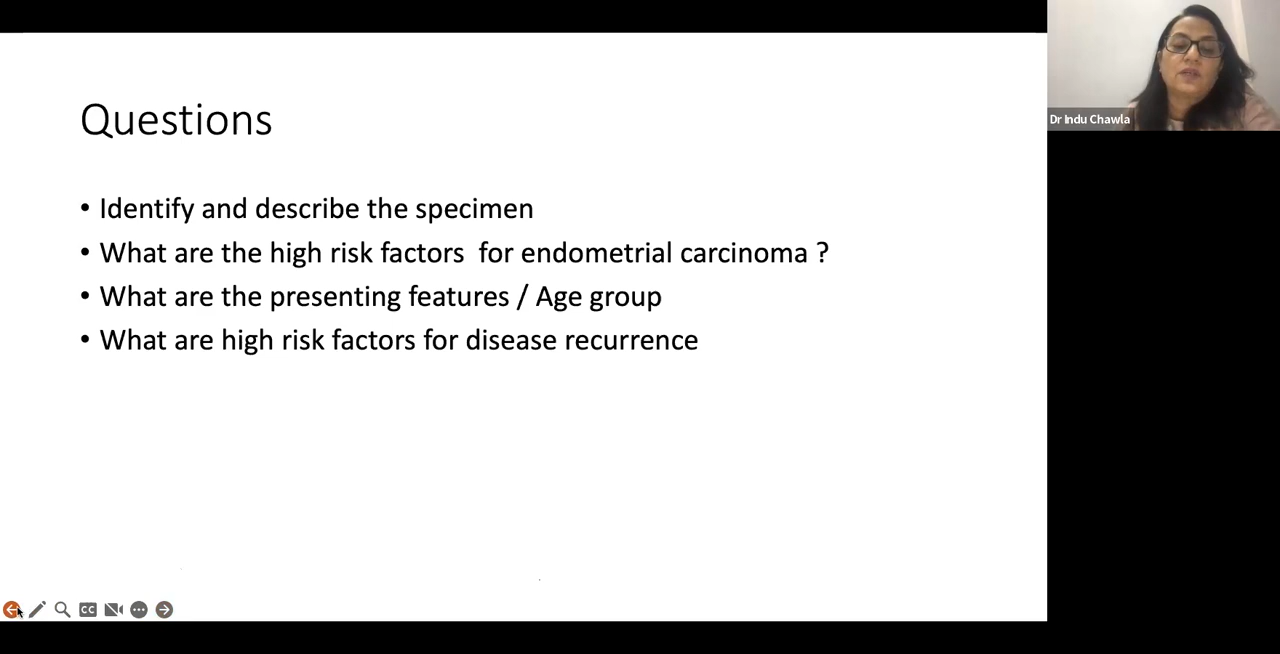 Questions
• Identify and describe the specimen
• What are the high risk factors  for endometrial carcinoma ?
• What are the presenting features / Age group
• What are high risk factors for disease recurrence
Dr Indu Chawla
CC